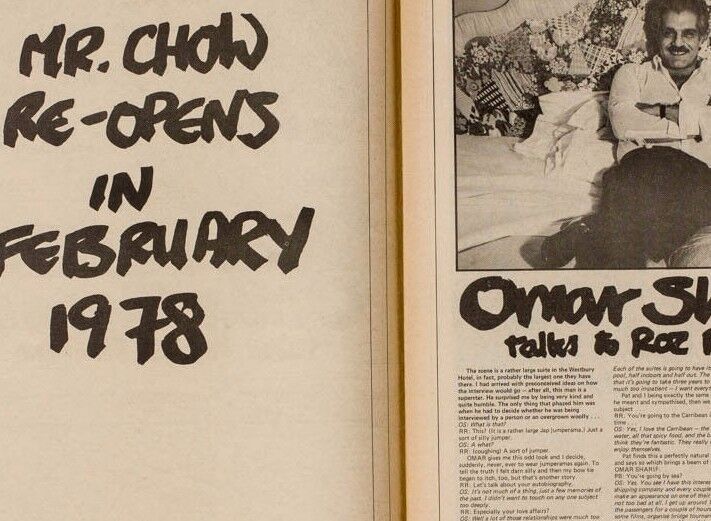 MR. CHOW
RE-OPENS
IN
FEBRUARY
1978
Omar
talks to Roz
The scene is a rather large suite in the Westbury
Hotel, in fact, probably the largest one they have
there. I had arrived with preconceived ideas on how
the interview would go — after all, this man is a
superstar. He surprised me by being very kind and
quite humble. The only thing that phazed him was
when he had to decide whether he was being
interviewed by a person or an overgrown woolly . . .
OS: What is that?
RR: This? (It is a rather large Jap jumperama.) Just a
sort of silly jumper.
OS: A what?
RR: (coughing) A sort of jumper.
OMAR gives me this odd look and I decide,
suddenly, never, ever to wear jumperamas again. To
tell the truth I felt darn silly and then my bow tie
began to itch, too, but that's another story.
RR: Let's talk about your autobiography.
OS: It's not much of a thing, just a few memories of
the past. I didn't want to touch on any one subject
too deeply.
RR: Especially your love affairs?
OS: Well a lot of those relationships were much too
Each of the suites is going to have it
pool, half indoors and half out. The
that it's going to take three years to
much too impatient — I want everyt
Pat and I being exactly the same
he meant and sympathised, then we
subject
RR: You're going to the Carribean
time . .
OS: Yes, I love the Carribean — the
water, all that spicy food, and the b
think they're fantastic. They really
enjoy themselves.
Pat finds this a perfectly natural
and says so which brings a beam of
OMAR SHARIF.
RR: You're going by sea?
OS: Yes. You see I have this interes
shipping company and every couple
make an appearance on one of their
not too bad at all. I get up around
the passengers for a couple of hours
some films, organise bridge tournam